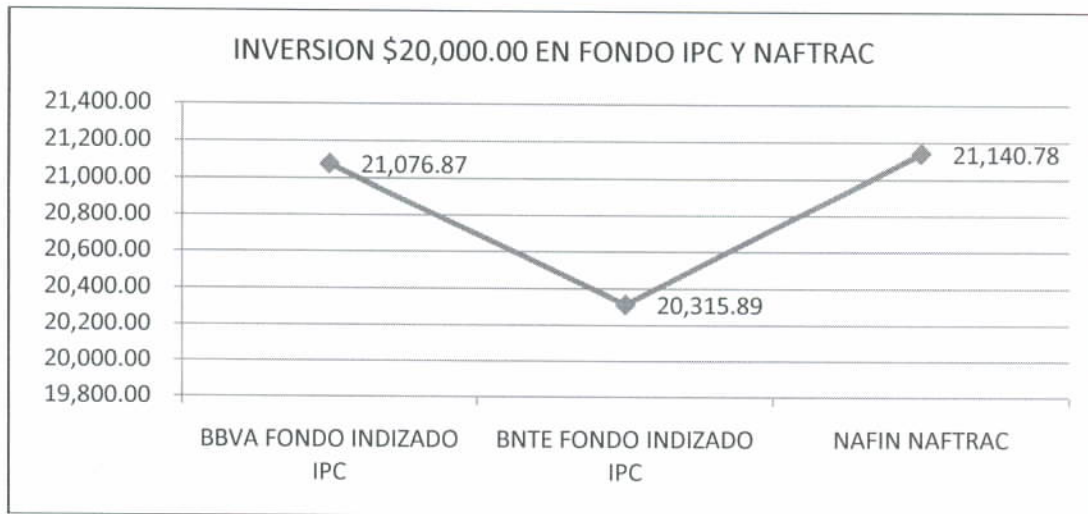 INVERSION $20,000.00 EN FONDO IPC Y NAFTRAC
21,400.00
21,200.00
21,000.00
20,800.00
20,600.00
20,400.00
20,200.00
20,000.00
19,800.00
21,076.87
20,315.89
21,140.78
BBVA FONDO INDIZADO
IPC
BNTE FONDO INDIZADO
IPC
NAFIN NAFTRAC